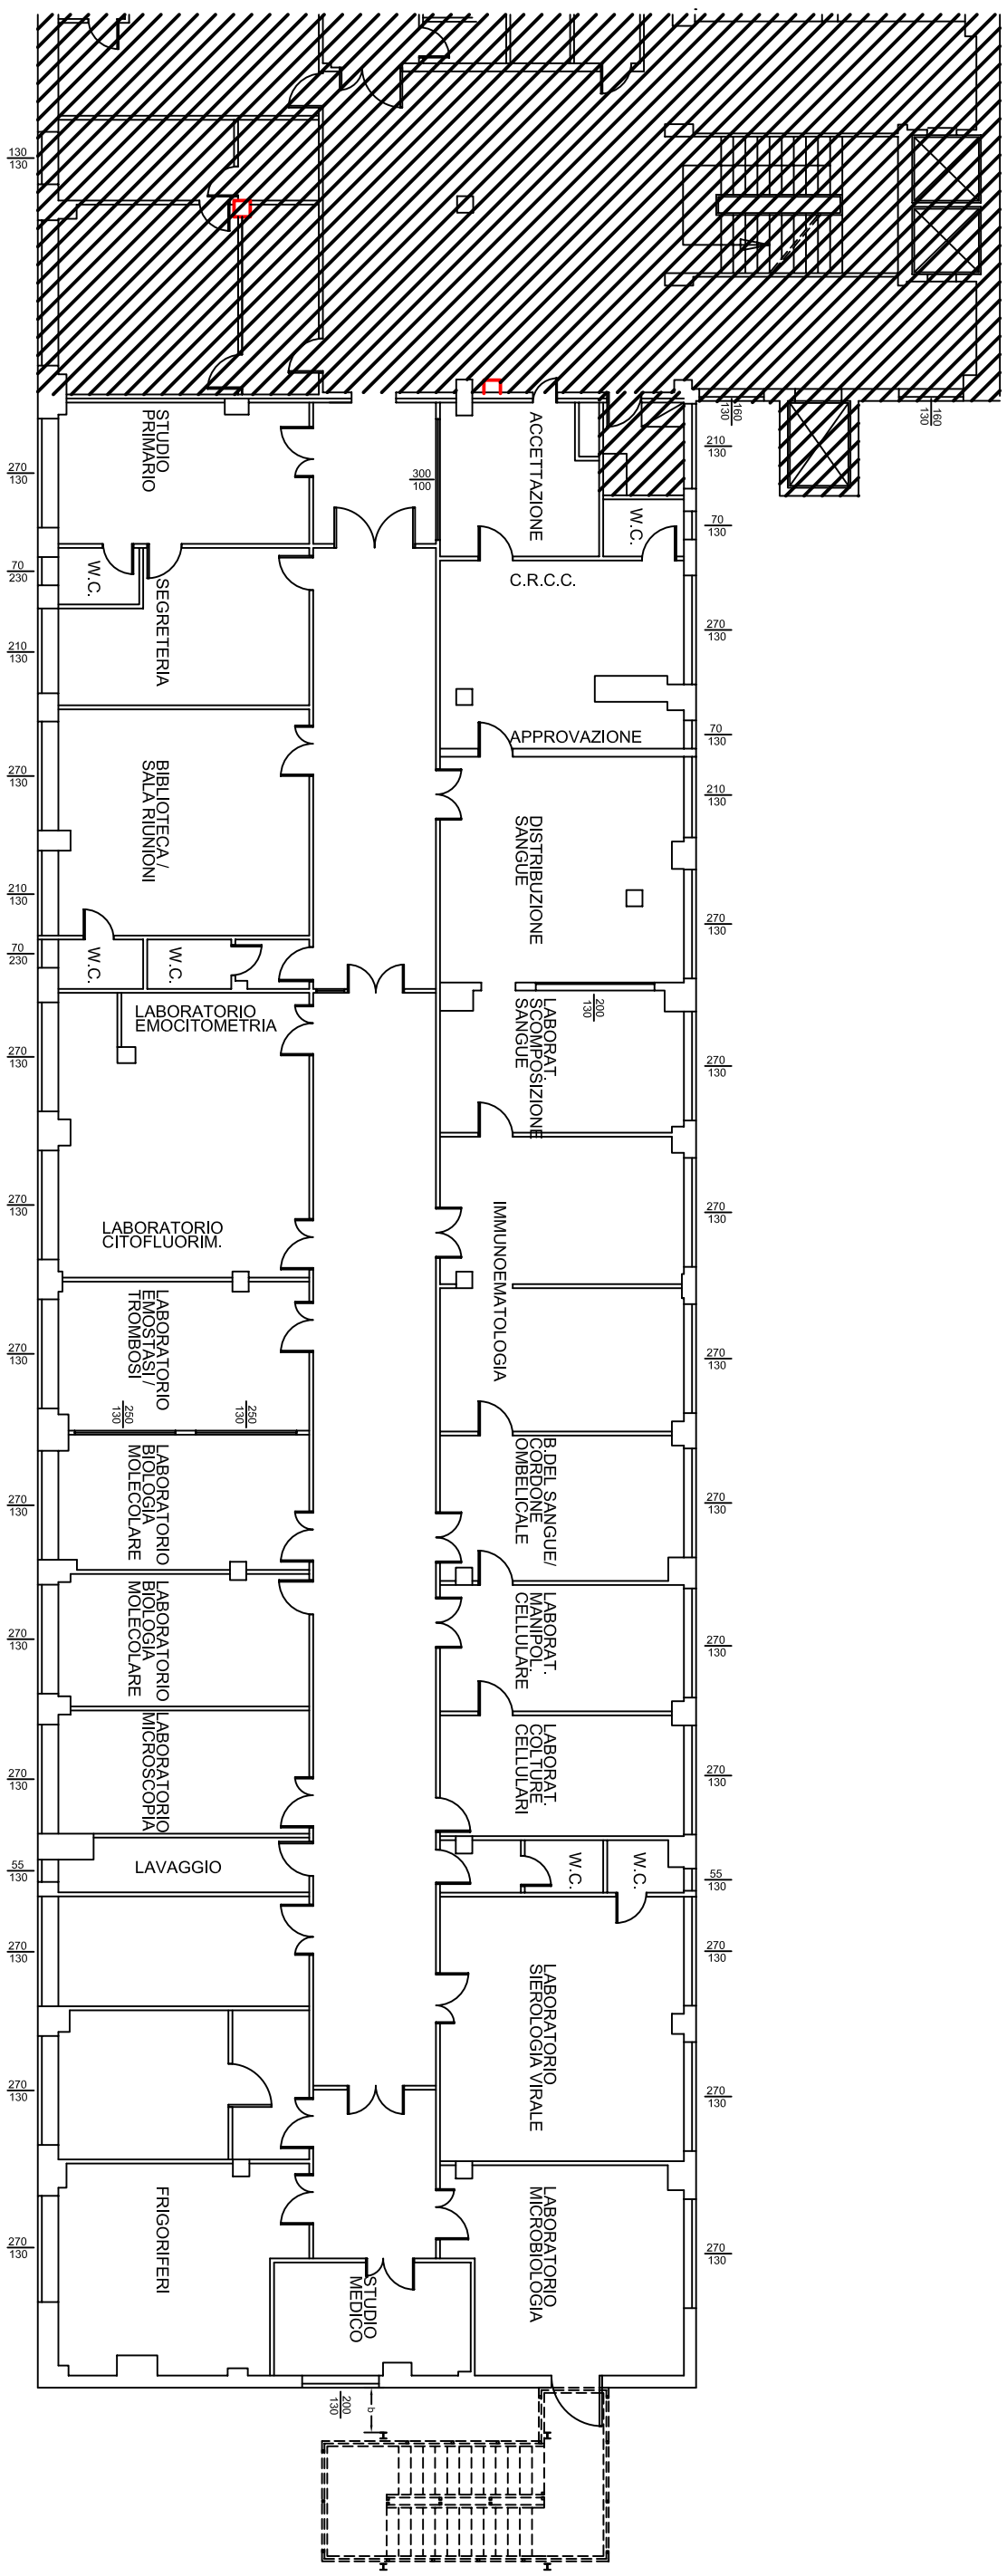 130
130
160
130
160
130
210
130
STUDIO
PRIMARIO
ACCETTAZIONE
270
130
300
100
W.C.
70
130
70
230
W.C.
SEGRETERIA
C.R.C.C.
270
130
210
130
APPROVAZIONE
70
130
270
130
BIBLIOTECA /
SALA RIUNIONI
210
130
DISTRIBUZIONE
SANGUE
210
130
270
130
70
230
W.C.
W.C.
LABORATORIO
EMOCITOMETRIA
200
130
LABORAT.
SCOMPOSIZIONE
SANGUE
270
130
270
130
270
130
LABORATORIO
CITOFLUORIM.
IMMUNOEMATOLOGIA
270
130
270
130
LABORATORIO
EMOSTASI /
TROMBOSI
270
130
250
130
250
130
270
130
LABORATORIO
BIOLOGIA
MOLECOLARE
B.DEL SANGUE/
CORDONE
OMBELICALE
270
130
270
130
LABORATORIO
BIOLOGIA
MOLECOLARE
LABORAT.
MANIPOL.
CELLULARE
270
130
270
130
LABORATORIO
MICROSCOPIA
LABORAT.
COLTURE
CELLULARI
270
130
55
130
LAVAGGIO
W.C.
W.C.
55
130
270
130
270
130
LABORATORIO
SIEROLOGIA VIRALE
270
130
270
130
270
130
FRIGORIFERI
STUDIO
MEDICO
LABORATORIO
MICROBIOLOGIA
270
130
200
130
b